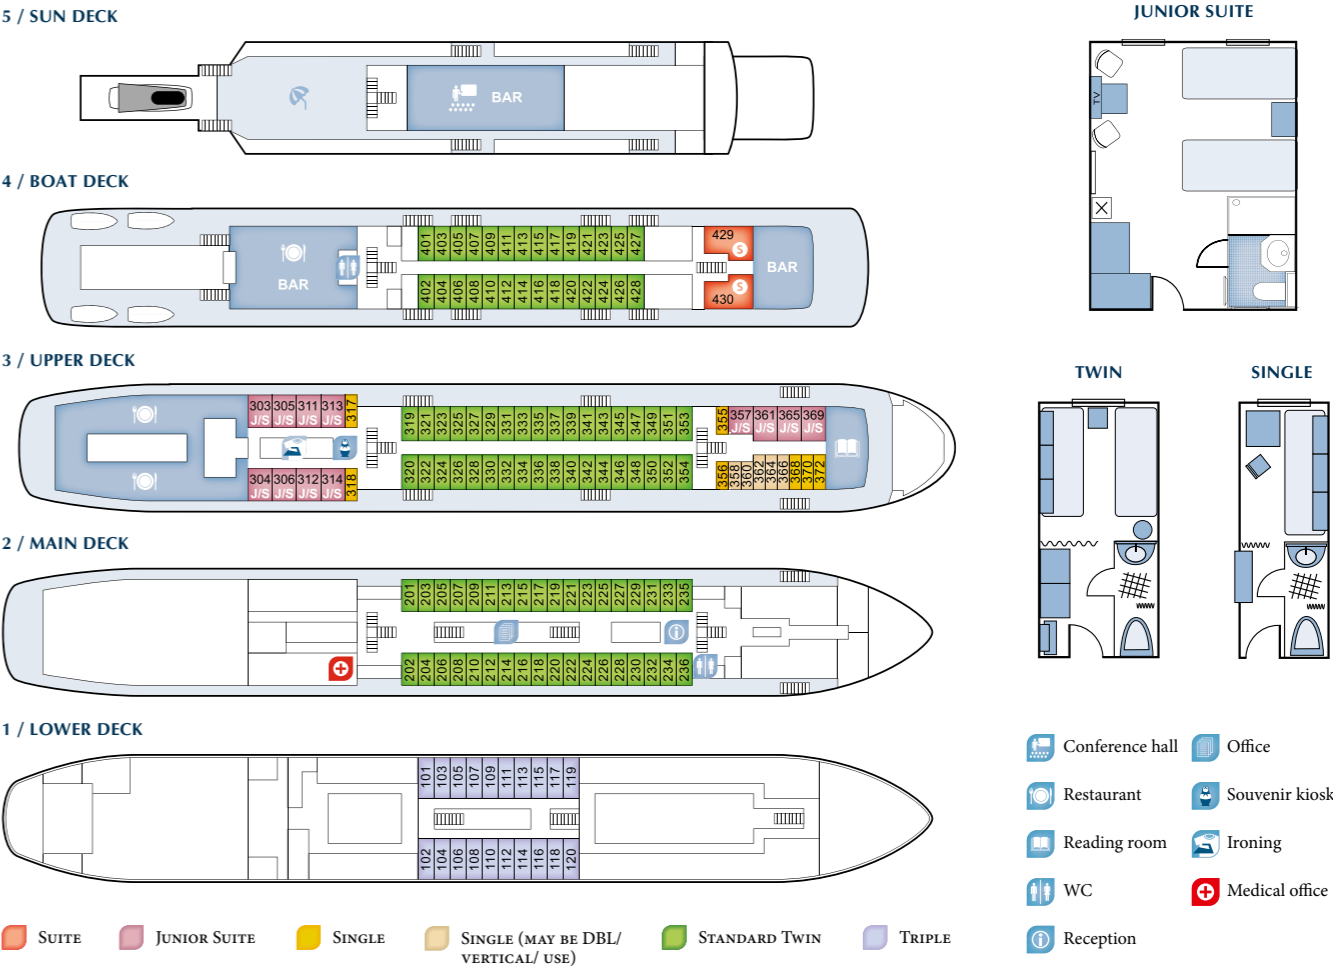 5 / SUN DECK
BAR
4 / BOAT DECK
BAR
401 403 405 407 409 411 413 415 417 419 421 423 425 427
402 404 406 408 410 412 414 416 418 420 422 424 426 428
429
S
S
430
BAR
3 / UPPER DECK
303 305 311 313 317
J/S J/S J/S J/S
304 306 312 314 318
J/S J/S J/S J/S
319 321 323 325 327 329 331 333 335 337 339 341 343 345 347 349 351 353
320 322 324 326 328 330 332 334 336 338 340 342 344 346 348 350 352 354
355 357 361 365 369
J/S J/S J/S J/S
356 358 360 362 364 366 368 370 372
2 / MAIN DECK
201 203 205 207 209 211 213 215 217 219 221 223 225 227 229 231 233 235
202 204 206 208 210 212 214 216 218 220 222 224 226 228 230 232 234 236
1 / LOWER DECK
101 103 105 107 109 111 113 115 117 119
102 104 106 108 110 112 114 116 118 120
JUNIOR SUITE
TV
TWIN
SINGLE
Conference hall
Office
Restaurant
Souvenir kiosk
Reading room
Ironing
WC
Medical office
Reception
SUITE
JUNIOR SUITE
SINGLE
SINGLE (MAY BE DBL/
VERTICAL/ USE)
STANDARD TWIN
TRIPLE